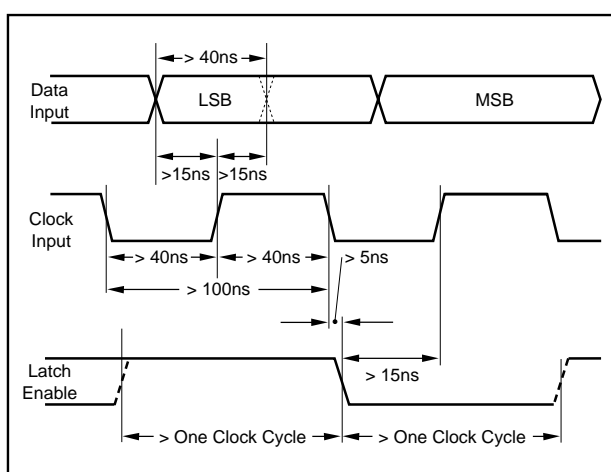 > 40ns
Data
Input
LSB
MSB
>15ns
>15ns
Clock
Input
> 40ns
> 40ns
> 5ns
> 100ns
Latch
Enable
> 15ns
> One Clock Cycle
> One Clock Cycle